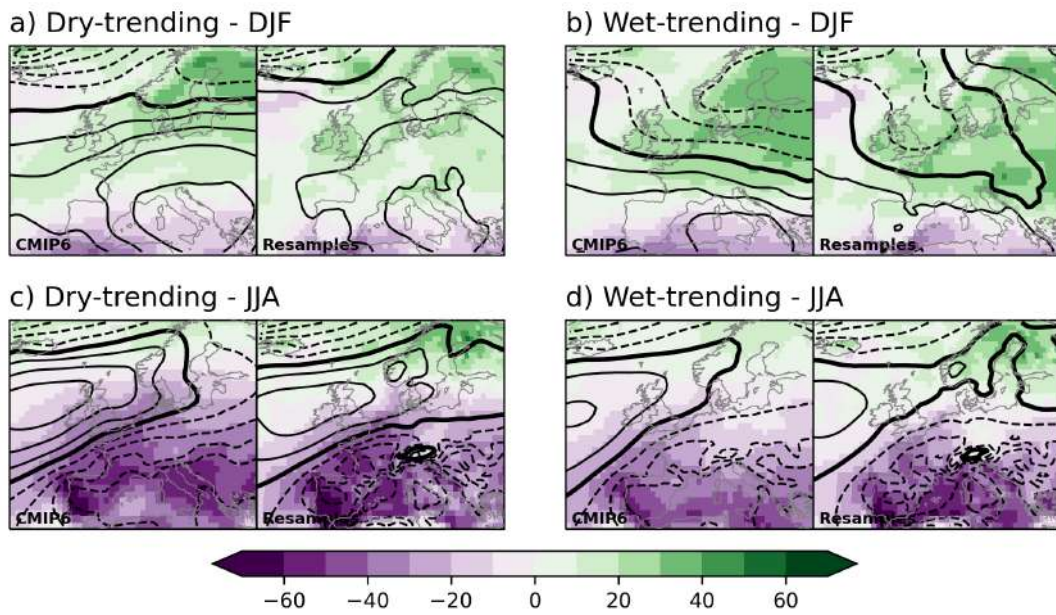 a) Dry-trending - DJF
b) Wet-trending - DJF
CMIP6
Resamples
CMIP6
Resamples
c) Dry-trending - JJA
d) Wet-trending - JJA
CMIP6
Resamples
CMIP6
Resamples
−60 −40 −20 0 20 40 60